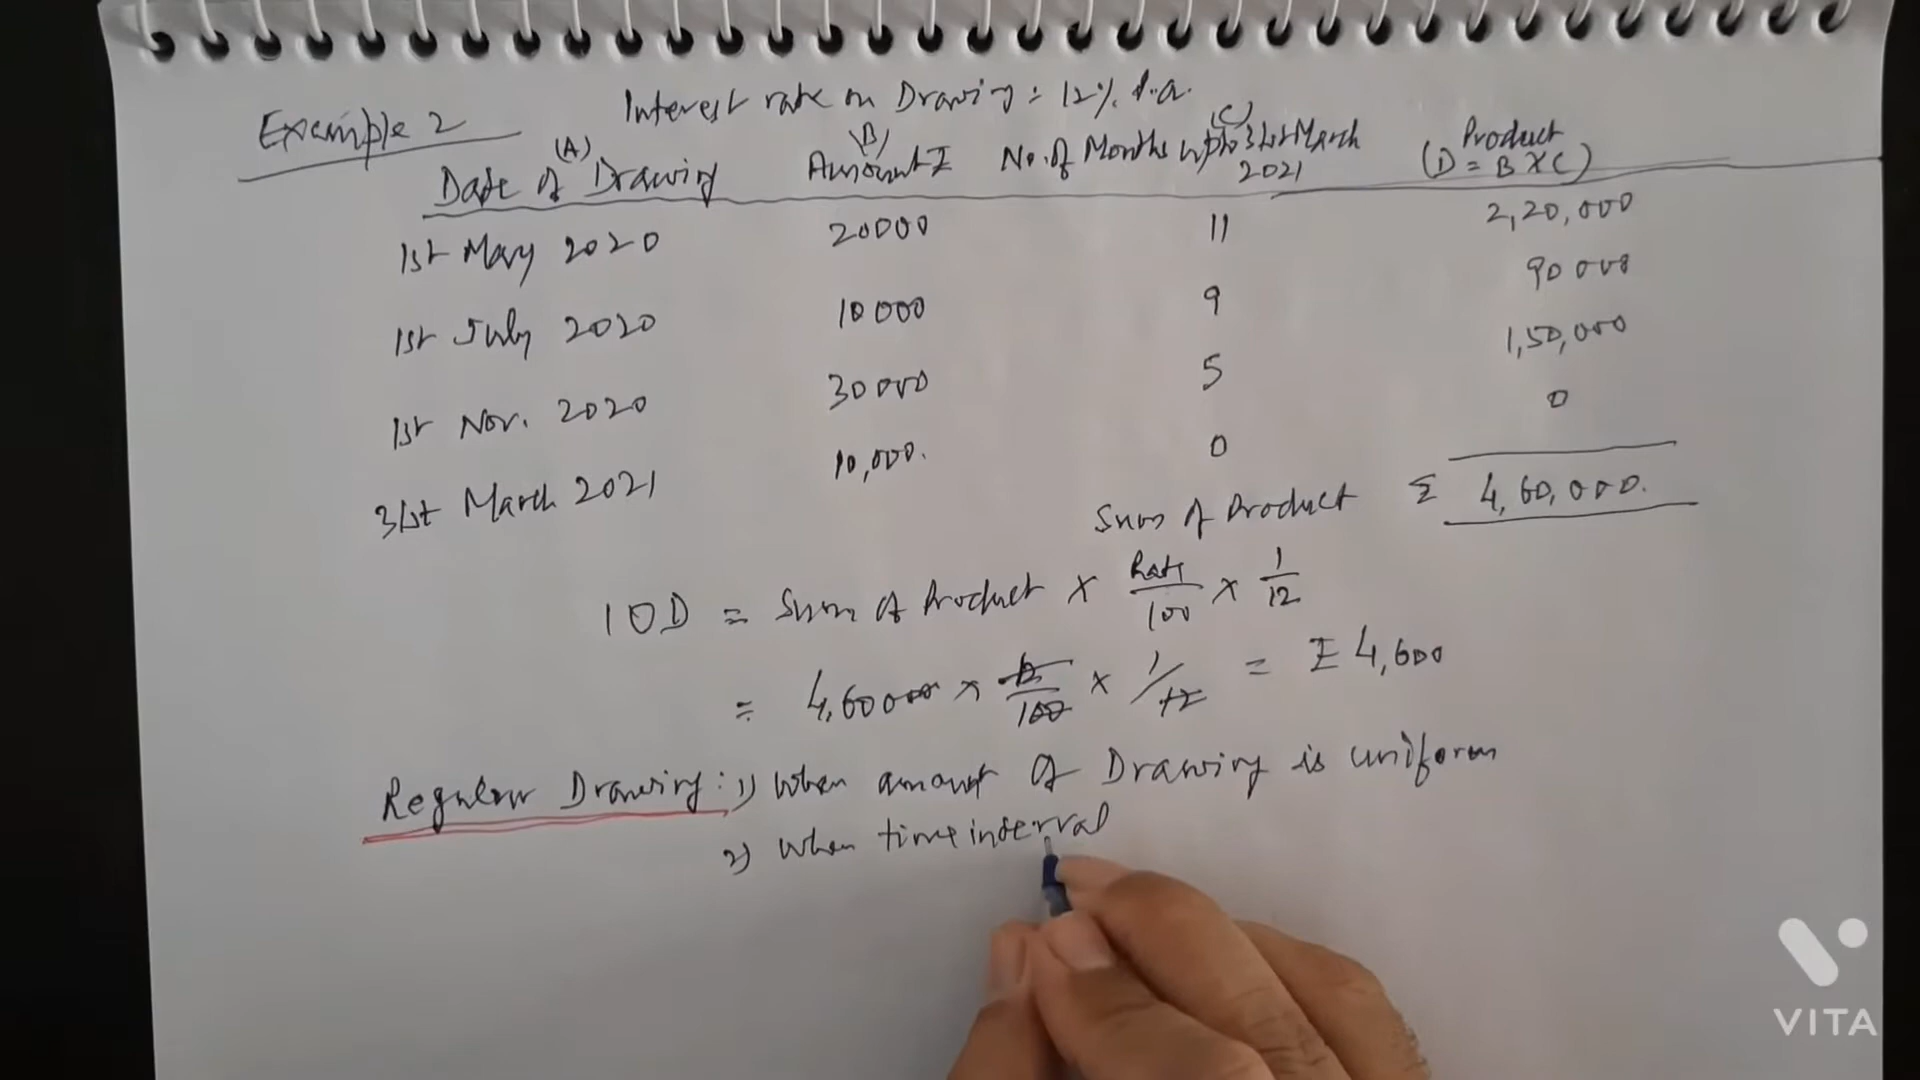 Example 2
Interest rate on Drawing = 12% p.a.
(A) (B) (C)
Date of Drawing Amount ₹ No. of Months upto 31st March 2021 Product (D = B X C)
1st May 2020 20000 11 2,20,000
1st July 2020 10000 9 90000
1st Nov. 2020 30000 5 1,50,000
31st March 2021 10,000. 0 0
Sum of Product ₹ 4,60,000.
IOD = Sum of Product x Rate/100 x 1/12
= 4,60000 x 12/100 x 1/12 = ₹ 4,600
Regular Drawing: 1) When amount of Drawing is uniform
2) When time interval
VITA